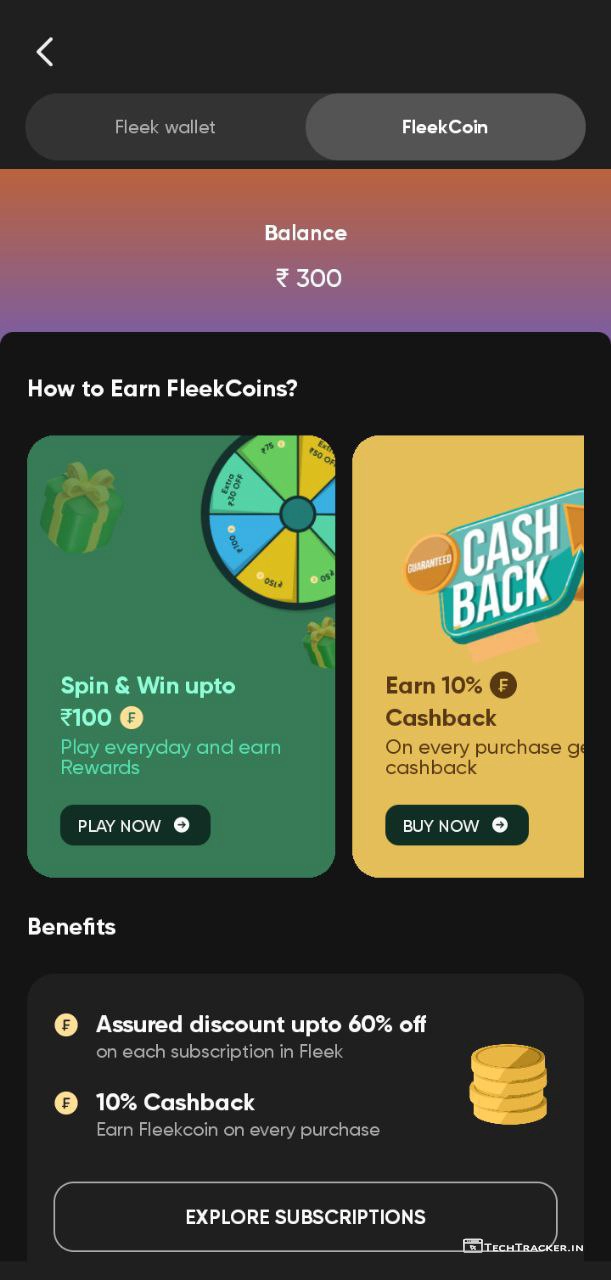 Fleek wallet
FleekCoin
Balance
₹ 300
How to Earn FleekCoins?
₹75
Extra
₹50 OFF
Extra
₹30 OFF
₹100
₹150
₹50
Spin & Win upto
₹100
Play everyday and earn
Rewards
PLAY NOW
GUARANTEED
CASH
BACK
Earn 10%
Cashback
On every purchase ge
cashback
BUY NOW
Benefits
Assured discount upto 60% off
on each subscription in Fleek
10% Cashback
Earn Fleekcoin on every purchase
EXPLORE SUBSCRIPTIONS
TECHTRACKER.IN